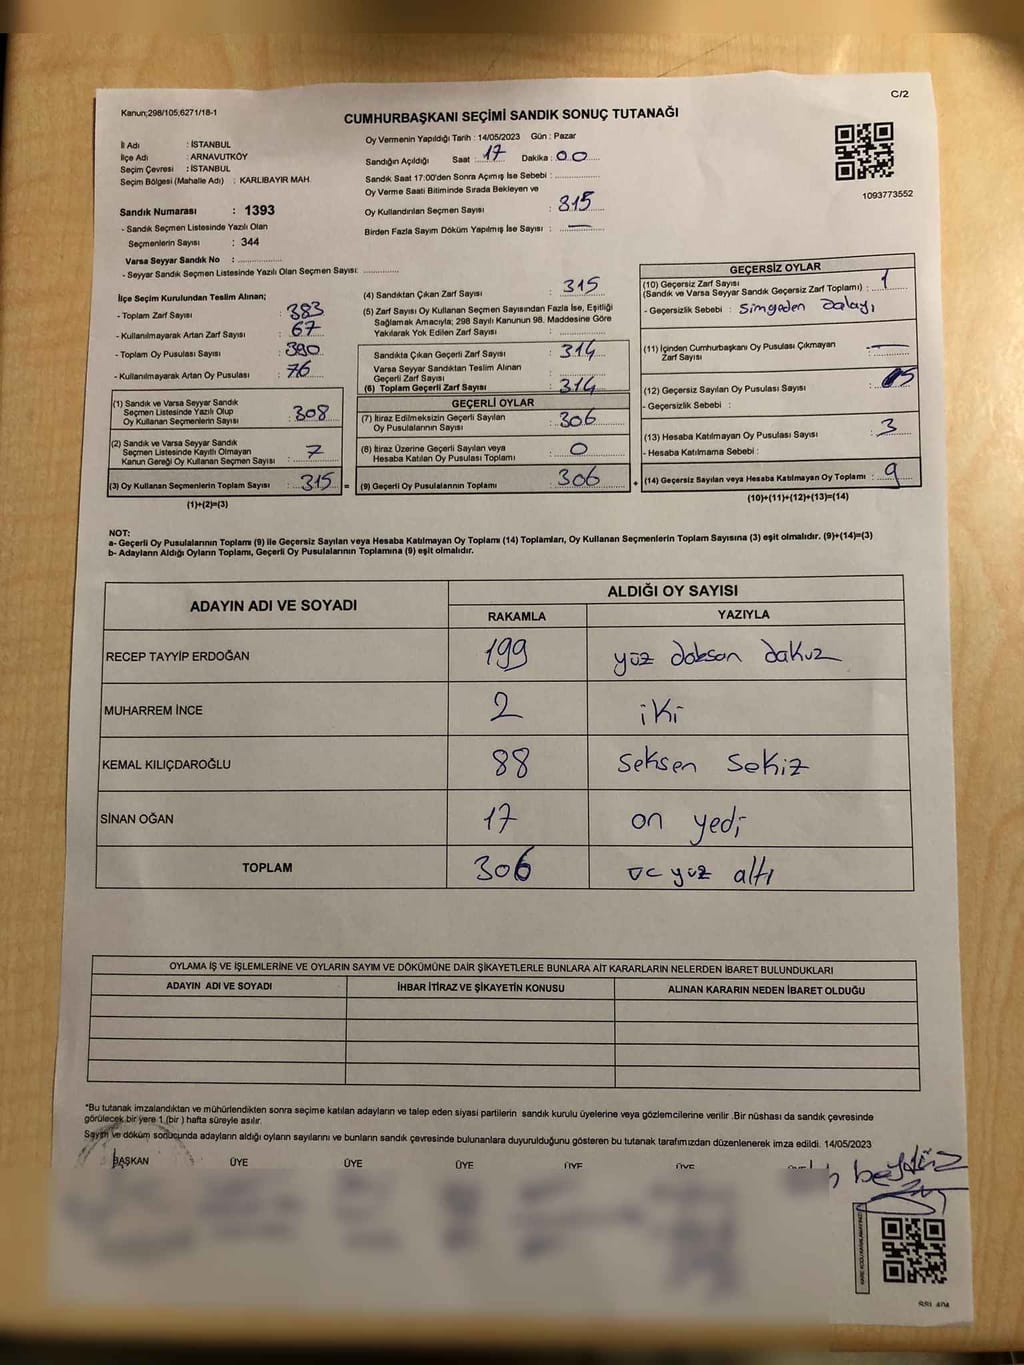 C/2
Kanun;298/105;6271/18-1
CUMHURBAŞKANI SEÇİMİ SANDIK SONUÇ TUTANAĞI
İl Adı : İSTANBUL
İlçe Adı : ARNAVUTKÖY
Seçim Çevresi : İSTANBUL
Seçim Bölgesi (Mahalle Adı) : KARLIBAYIR MAH.
Sandık Numarası : 1393
- Sandık Seçmen Listesinde Yazılı Olan
Seçmenlerin Sayısı : 344
Varsa Seyyar Sandık No :
- Seyyar Sandık Seçmen Listesinde Yazılı Olan Seçmen Sayısı:
Oy Vermenin Yapıldığı Tarih : 14/05/2023 Gün : Pazar
Sandığın Açıldığı Saat : 17 Dakika : 00
Sandık Saat 17:00'den Sonra Açımış İse Sebebi :
Oy Verme Saati Bitiminde Sırada Bekleyen ve
Oy Kullandırılan Seçmen Sayısı : 315
Birden Fazla Sayım Döküm Yapılmış İse Sayısı : —
1093773552
İlçe Seçim Kurulundan Teslim Alınan;
- Toplam Zarf Sayısı : 383
- Kullanılmayarak Artan Zarf Sayısı : 67
- Toplam Oy Pusulası Sayısı : 390
- Kullanılmayarak Artan Oy Pusulası : 76
(1) Sandık ve Varsa Seyyar Sandık
Seçmen Listesinde Yazılı Olup
Oy Kullanan Seçmenlerin Sayısı : 308
(2) Sandık ve Varsa Seyyar Sandık
Seçmen Listesinde Kayıtlı Olmayan
Kanun Gereği Oy Kullanan Seçmen Sayısı : 7
(3) Oy Kullanan Seçmenlerin Toplam Sayısı : 315 =
(1)+(2)=(3)
(4) Sandıktan Çıkan Zarf Sayısı : 315
(5) Zarf Sayısı Oy Kullanan Seçmen Sayısından Fazla İse, Eşitliği
Sağlamak Amacıyla; 298 Sayılı Kanunun 98. Maddesine Göre
Yakılarak Yok Edilen Zarf Sayısı :
Sandıkta Çıkan Geçerli Zarf Sayısı : 314
Varsa Seyyar Sandıktan Teslim Alınan
Geçerli Zarf Sayısı :
(6) Toplam Geçerli Zarf Sayısı : 314
GEÇERLİ OYLAR
(7) İtiraz Edilmeksizin Geçerli Sayılan
Oy Pusulalarının Sayısı : 306
(8) İtiraz Üzerine Geçerli Sayılan veya
Hesaba Katılan Oy Pusulası Toplamı : 0
(9) Geçerli Oy Pusulalarının Toplamı : 306 +
GEÇERSİZ OYLAR
(10) Geçersiz Zarf Sayısı
(Sandık ve Varsa Seyyar Sandık Geçersiz Zarf Toplamı) : 1
- Geçersizlik Sebebi : Simgeden dolayı
(11) İçinden Cumhurbaşkanı Oy Pusulası Çıkmayan
Zarf Sayısı : —
(12) Geçersiz Sayılan Oy Pusulası Sayısı : 5
- Geçersizlik Sebebi :
(13) Hesaba Katılmayan Oy Pusulası Sayısı : 3
- Hesaba Katılmama Sebebi :
(14) Geçersiz Sayılan veya Hesaba Katılmayan Oy Toplamı : 9
(10)+(11)+(12)+(13)=(14)
NOT:
a- Geçerli Oy Pusulalarının Toplamı (9) ile Geçersiz Sayılan veya Hesaba Katılmayan Oy Toplamı (14) Toplamları, Oy Kullanan Seçmenlerin Toplam Sayısına (3) eşit olmalıdır. (9)+(14)=(3)
b- Adayların Aldığı Oyların Toplamı, Geçerli Oy Pusulalarının Toplamına (9) eşit olmalıdır.
ADAYIN ADI VE SOYADI ALDIĞI OY SAYISI
RAKAMLA YAZIYLA
RECEP TAYYİP ERDOĞAN 199 yüz doksan dakuz
MUHARREM İNCE 2 iki
KEMAL KILIÇDAROĞLU 88 Seksen Sekiz
SİNAN OĞAN 17 on yedi
TOPLAM 306 üc yüz altı
OYLAMA İŞ VE İŞLEMLERİNE VE OYLARIN SAYIM VE DÖKÜMÜNE DAİR ŞİKAYETLERLE BUNLARA AİT KARARLARIN NELERDEN İBARET BULUNDUKLARI
ADAYIN ADI VE SOYADI İHBAR İTİRAZ VE ŞİKAYETİN KONUSU ALINAN KARARIN NEDEN İBARET OLDUĞU
*Bu tutanak imzalandıktan ve mühürlendikten sonra seçime katılan adayların ve talep eden siyasi partilerin sandık kurulu üyelerine veya gözlemcilerine verilir .Bir nüshası da sandık çevresinde
görülecek bir yere 1 (bir ) hafta süreyle asılır.
Sayım ve döküm sonucunda adayların aldığı oyların sayılarını ve bunların sandık çevresinde bulunanlara duyurulduğunu gösteren bu tutanak tarafımızdan düzenlenerek imza edildi. 14/05/2023
BAŞKAN ÜYE ÜYE ÜYE ÜYE ÜYE